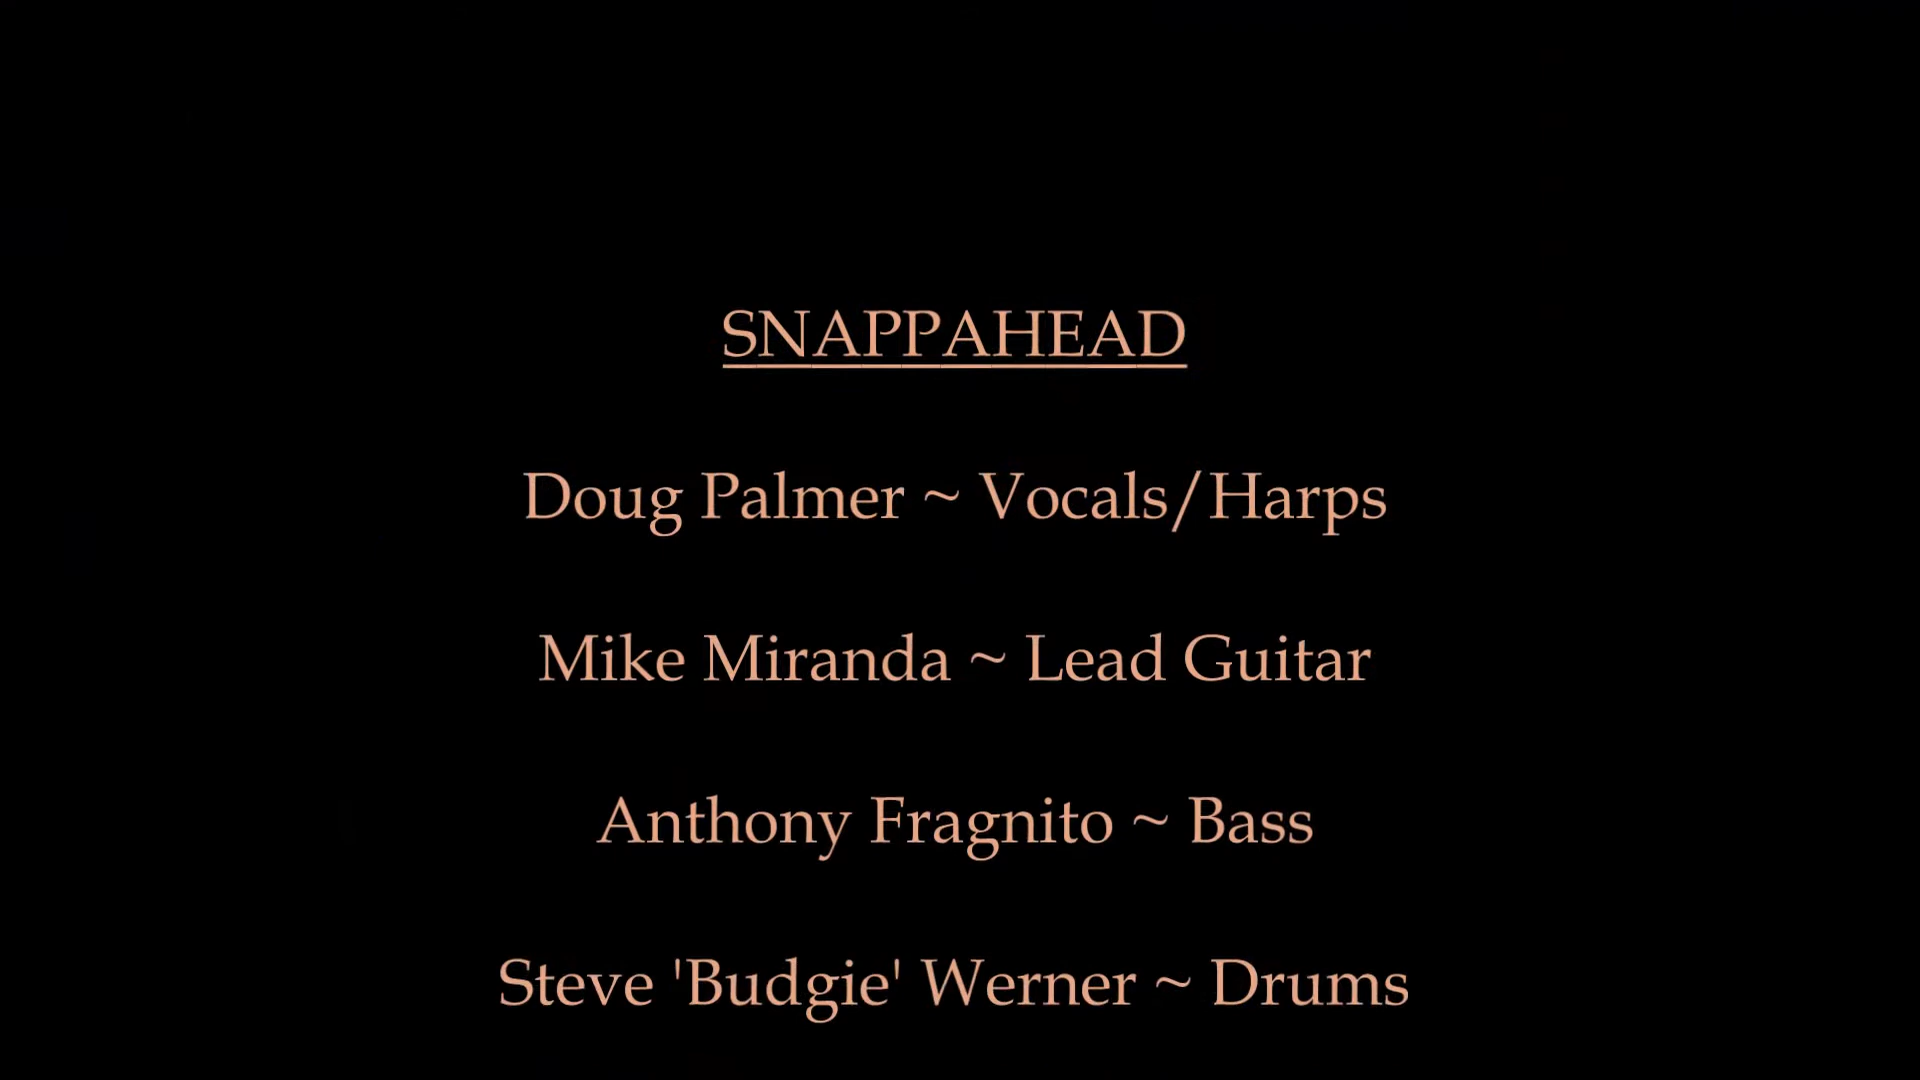 SNAPPAHEAD
Doug Palmer ~ Vocals/Harps
Mike Miranda ~ Lead Guitar
Anthony Fragnito ~ Bass
Steve 'Budgie' Werner ~ Drums